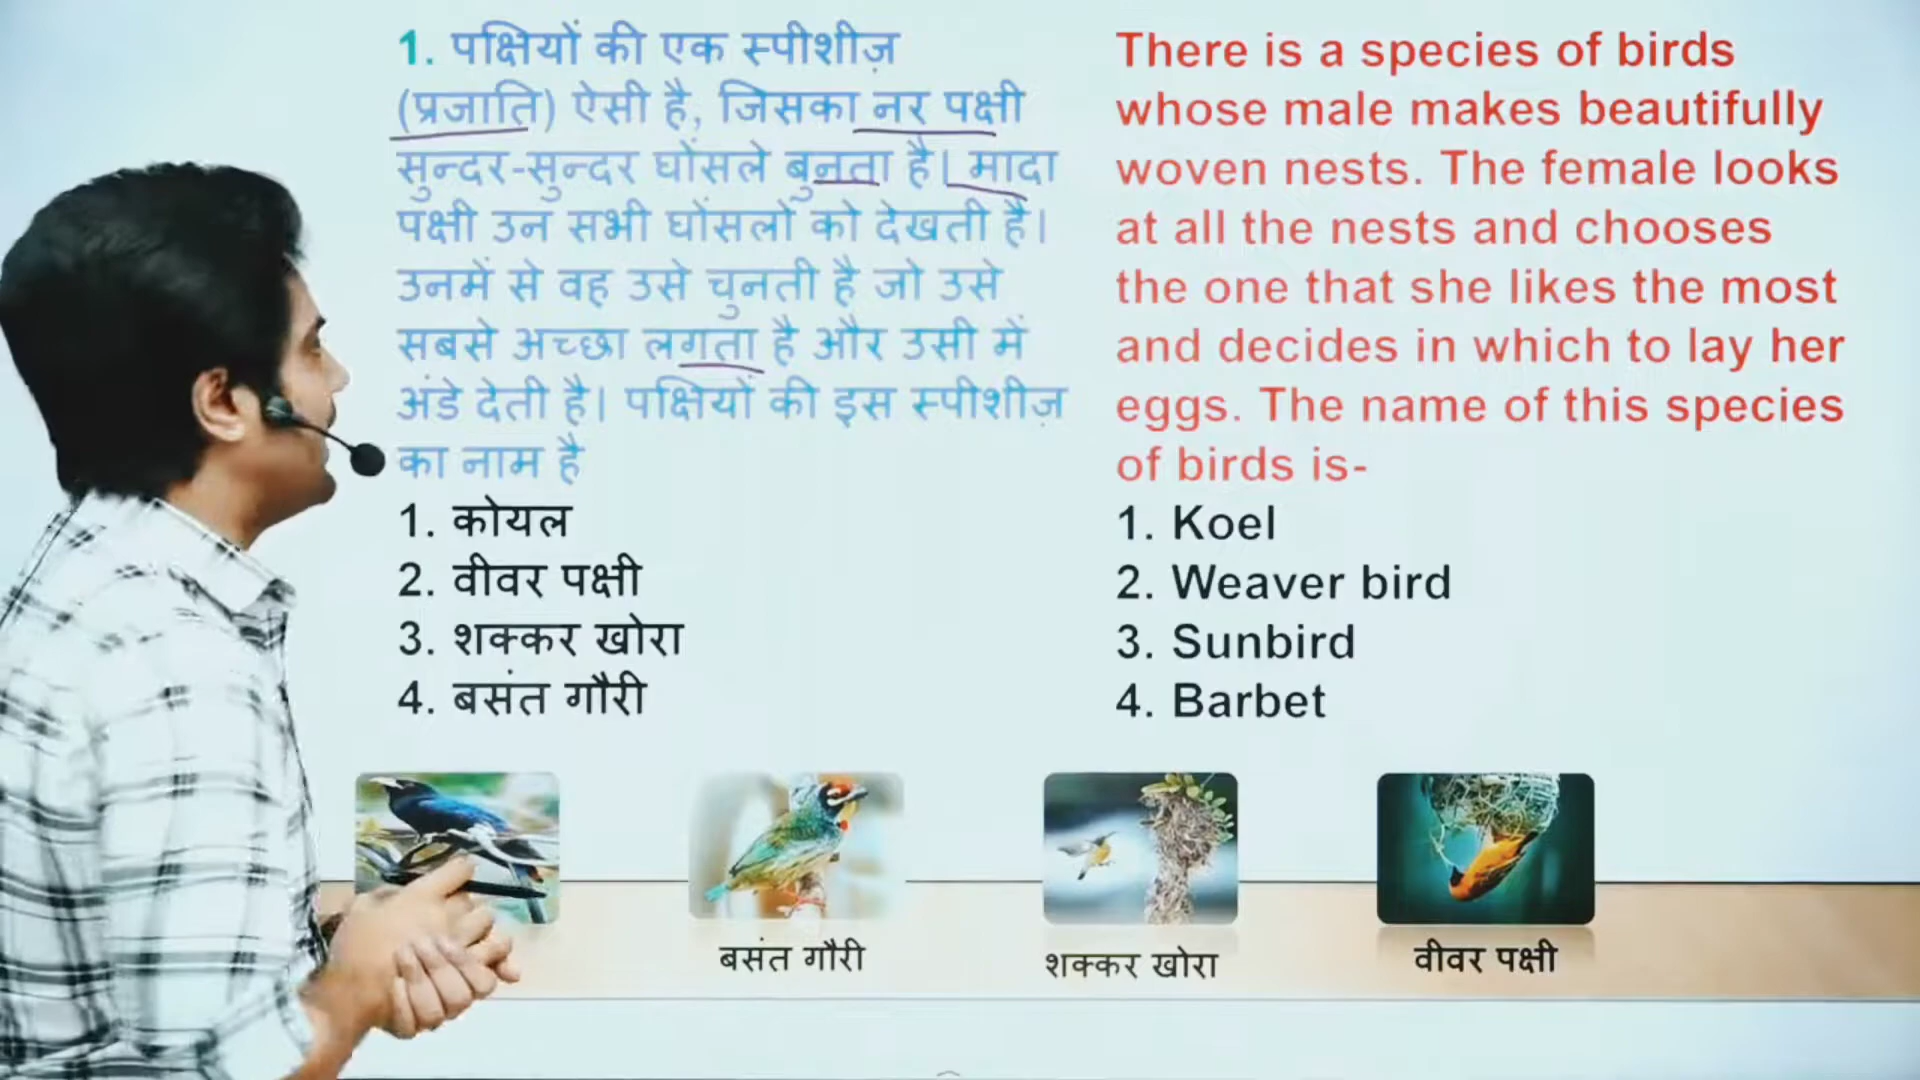 1. पक्षियों की एक स्पीशीज़
(प्रजाति) ऐसी है, जिसका नर पक्षी
सुन्दर-सुन्दर घोंसले बुनता है। मादा
पक्षी उन सभी घोंसलों को देखती है।
उनमें से वह उसे चुनती है जो उसे
सबसे अच्छा लगता है और उसी में
अंडे देती है। पक्षियों की इस स्पीशीज़
का नाम है
1. कोयल
2. वीवर पक्षी
3. शक्कर खोरा
4. बसंत गौरी
There is a species of birds
whose male makes beautifully
woven nests. The female looks
at all the nests and chooses
the one that she likes the most
and decides in which to lay her
eggs. The name of this species
of birds is-
1. Koel
2. Weaver bird
3. Sunbird
4. Barbet
बसंत गौरी
शक्कर खोरा
वीवर पक्षी